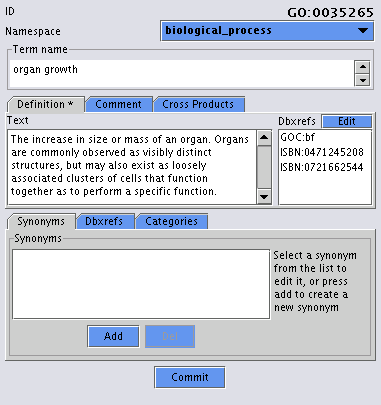 ID GO:0035265
Namespace biological_process
Term name
organ growth
Definition * Comment Cross Products
Text Dbxrefs Edit
The increase in size or mass of an organ. Organs
are commonly observed as visibly distinct
structures, but may also exist as loosely
associated clusters of cells that function
together as to perform a specific function.
GOC:bf
ISBN:0471245208
ISBN:0721662544
Synonyms Dbxrefs Categories
Synonyms
Select a synonym
from the list to
edit it, or press
add to create a
new synonym
Add Del
Commit